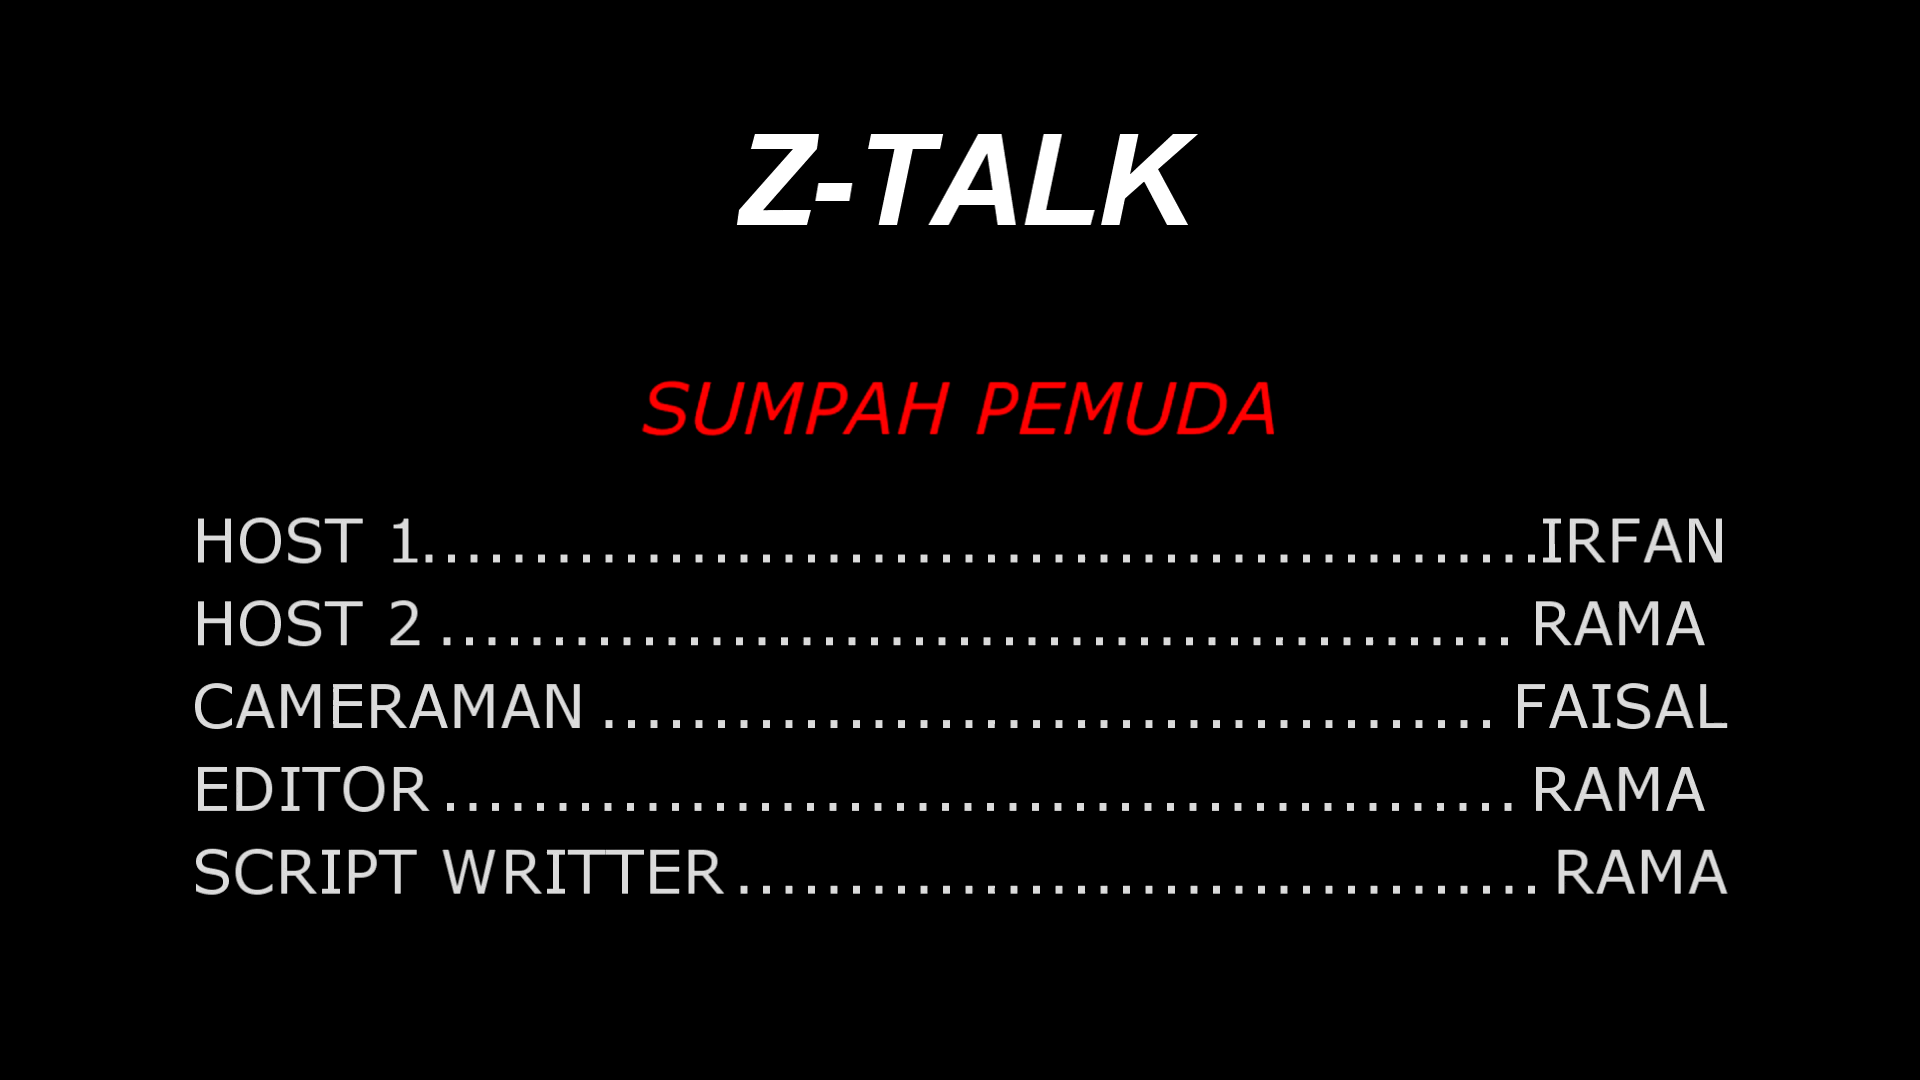 Z-TALK
SUMPAH PEMUDA
HOST 1..................................................IRFAN
HOST 2 ................................................ RAMA
CAMERAMAN ........................................ FAISAL
EDITOR ................................................ RAMA
SCRIPT WRITTER .................................... RAMA